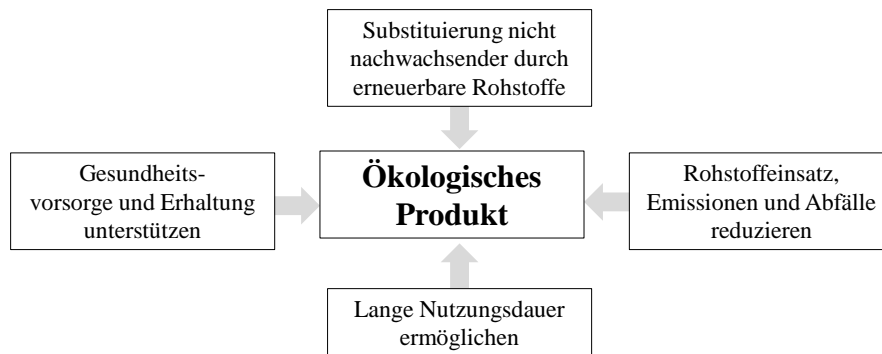 Substituierung nicht
nachwachsender durch
erneuerbare Rohstoffe
Gesundheits-
vorsorge und Erhaltung
unterstützen
Ökologisches
Produkt
Rohstoffeinsatz,
Emissionen und Abfälle
reduzieren
Lange Nutzungsdauer
ermöglichen